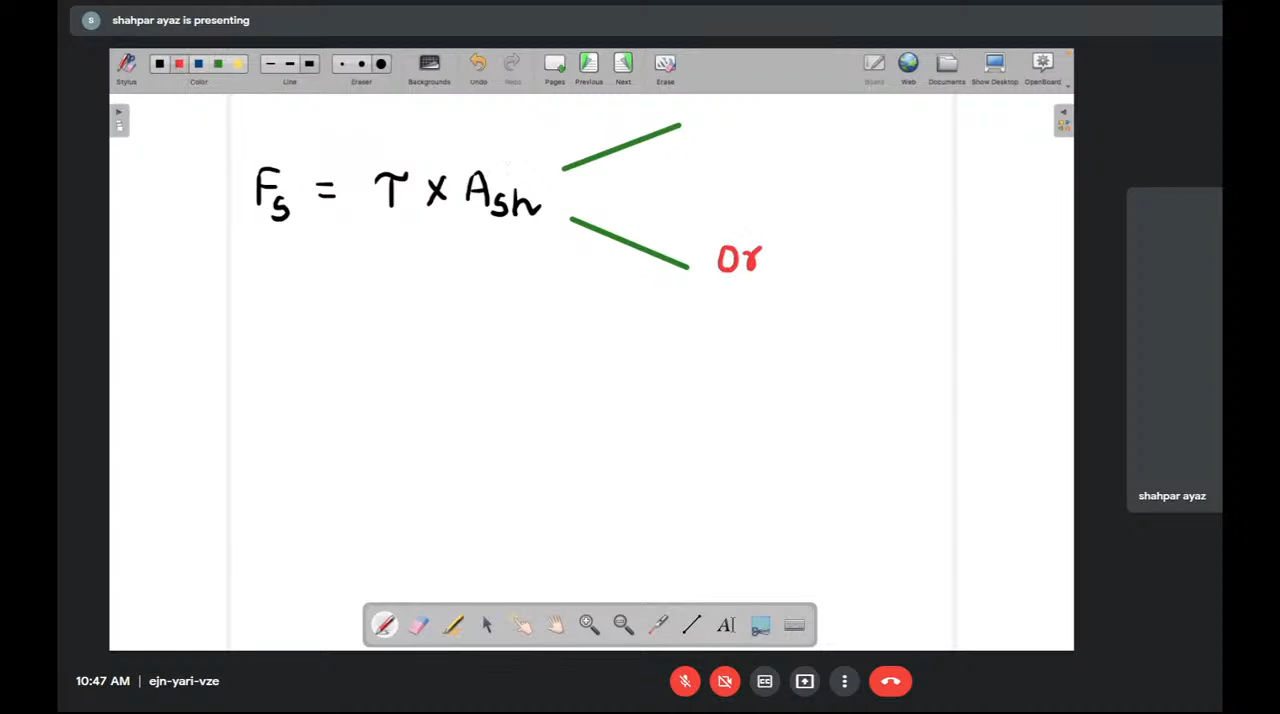 shahpar ayaz is presenting
Stylus Color Line Eraser Backgrounds Undo Redo Pages Previous Next Erase Board Web Documents Show Desktop OpenBoard
Fs = τ × Ash
Or
shahpar ayaz
10:47 AM | ejn-yari-vze